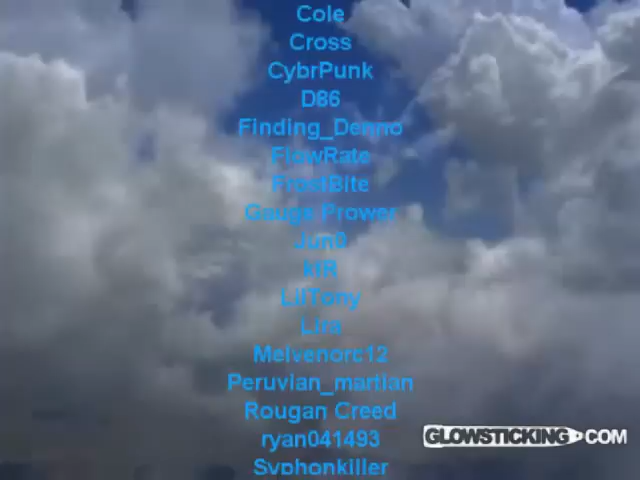 Cole
Cross
CybrPunk
D86
Finding_Denno
FlowRate
FrostBite
Gauge Prower
Jun0
kfR
LilTony
Lira
Melvenorc12
Peruvian_martian
Rougan Creed
ryan041493
GLOWSTICKING.COM
Syphonkiller